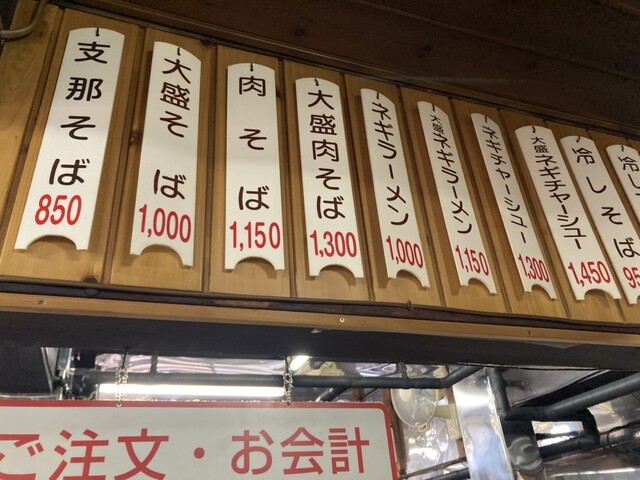 支那そば
850
大盛そば
1,000
肉そば
1,150
大盛肉そば
1,300
ネギラーメン
1,000
大盛ネギラーメン
1,150
ネギチャーシュー
1,300
大盛ネギチャーシュー
1,450
冷しそば
95
冷し
ご注文・お会計